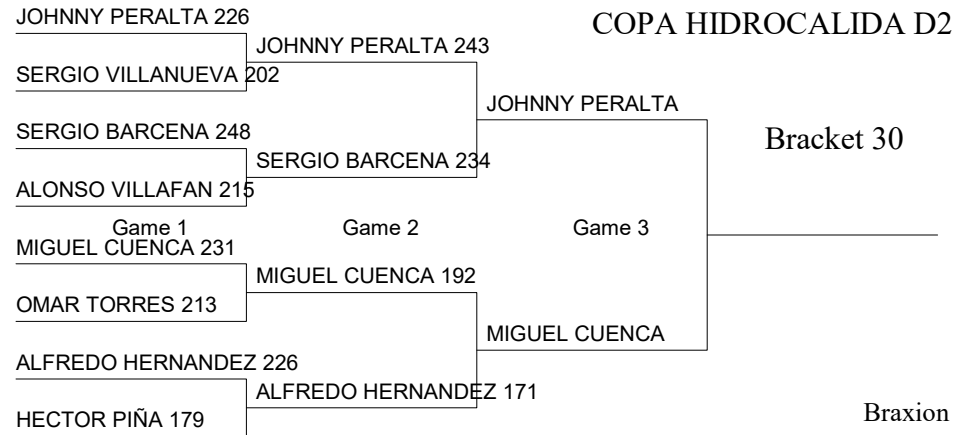 COPA HIDROCALIDA D2
Bracket 30
JOHNNY PERALTA 226
SERGIO VILLANUEVA 202
SERGIO BARCENA 248
ALONSO VILLAFAN 215
Game 1
MIGUEL CUENCA 231
OMAR TORRES 213
ALFREDO HERNANDEZ 226
HECTOR PIÑA 179
JOHNNY PERALTA 243
SERGIO BARCENA 234
Game 2
MIGUEL CUENCA 192
ALFREDO HERNANDEZ 171
JOHNNY PERALTA
Game 3
MIGUEL CUENCA
Braxion